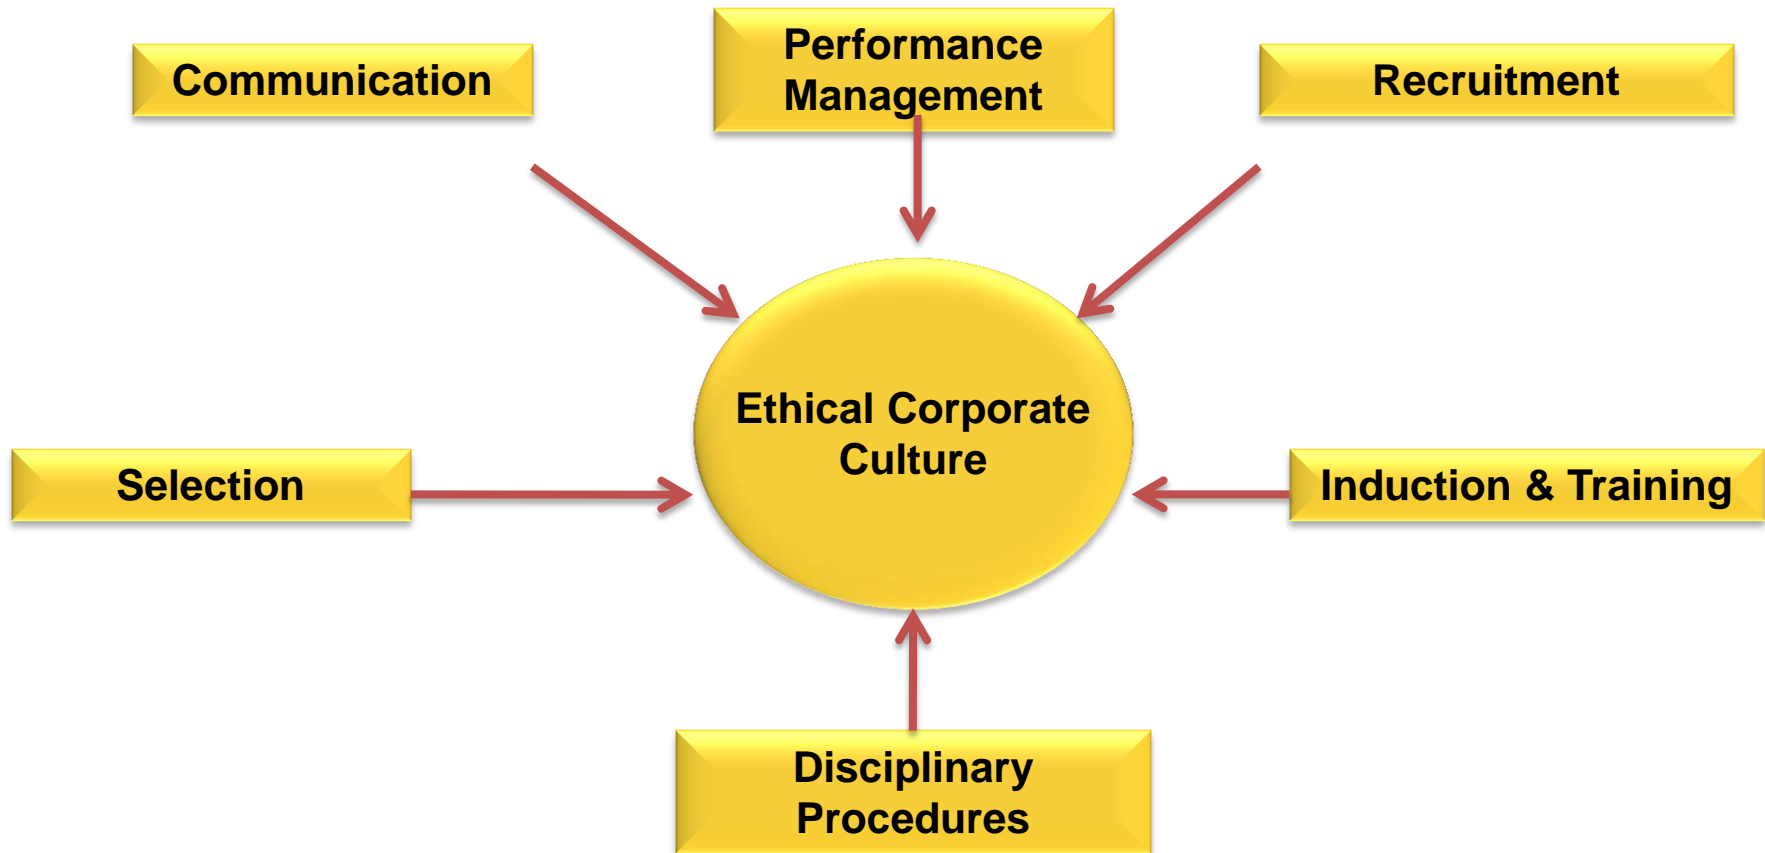 Communication
Performance
Management
Recruitment
Ethical Corporate
Culture
Selection
Induction & Training
Disciplinary
Procedures